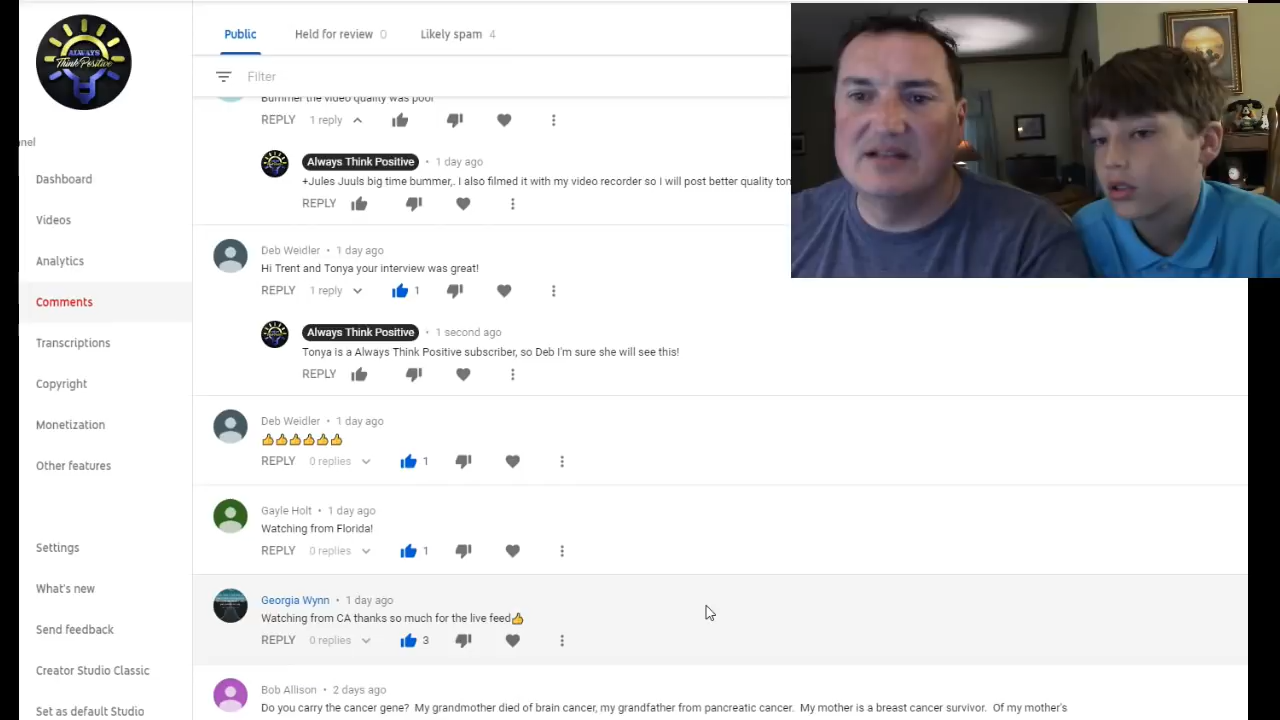 Public
Held for review 0
Likely spam 4
ALWAYS
Think Positive
Filter
nel
Dashboard
Videos
Analytics
Comments
Transcriptions
Copyright
Monetization
Other features
Settings
What's new
Send feedback
Creator Studio Classic
Set as default Studio
Bummer the video quality was poor
REPLY 1 reply
Always Think Positive • 1 day ago
+Jules Juuls big time bummer,. I also filmed it with my video recorder so I will post better quality ton
REPLY
Deb Weidler • 1 day ago
Hi Trent and Tonya your interview was great!
REPLY 1 reply 1
Always Think Positive • 1 second ago
Tonya is a Always Think Positive subscriber, so Deb I'm sure she will see this!
REPLY
Deb Weidler • 1 day ago
👍👍👍👍👍👍
REPLY 0 replies 1
Gayle Holt • 1 day ago
Watching from Florida!
REPLY 0 replies 1
Georgia Wynn • 1 day ago
Watching from CA thanks so much for the live feed👍
REPLY 0 replies 3
Bob Allison • 2 days ago
Do you carry the cancer gene? My grandmother died of brain cancer, my grandfather from pancreatic cancer. My mother is a breast cancer survivor. Of my mother's